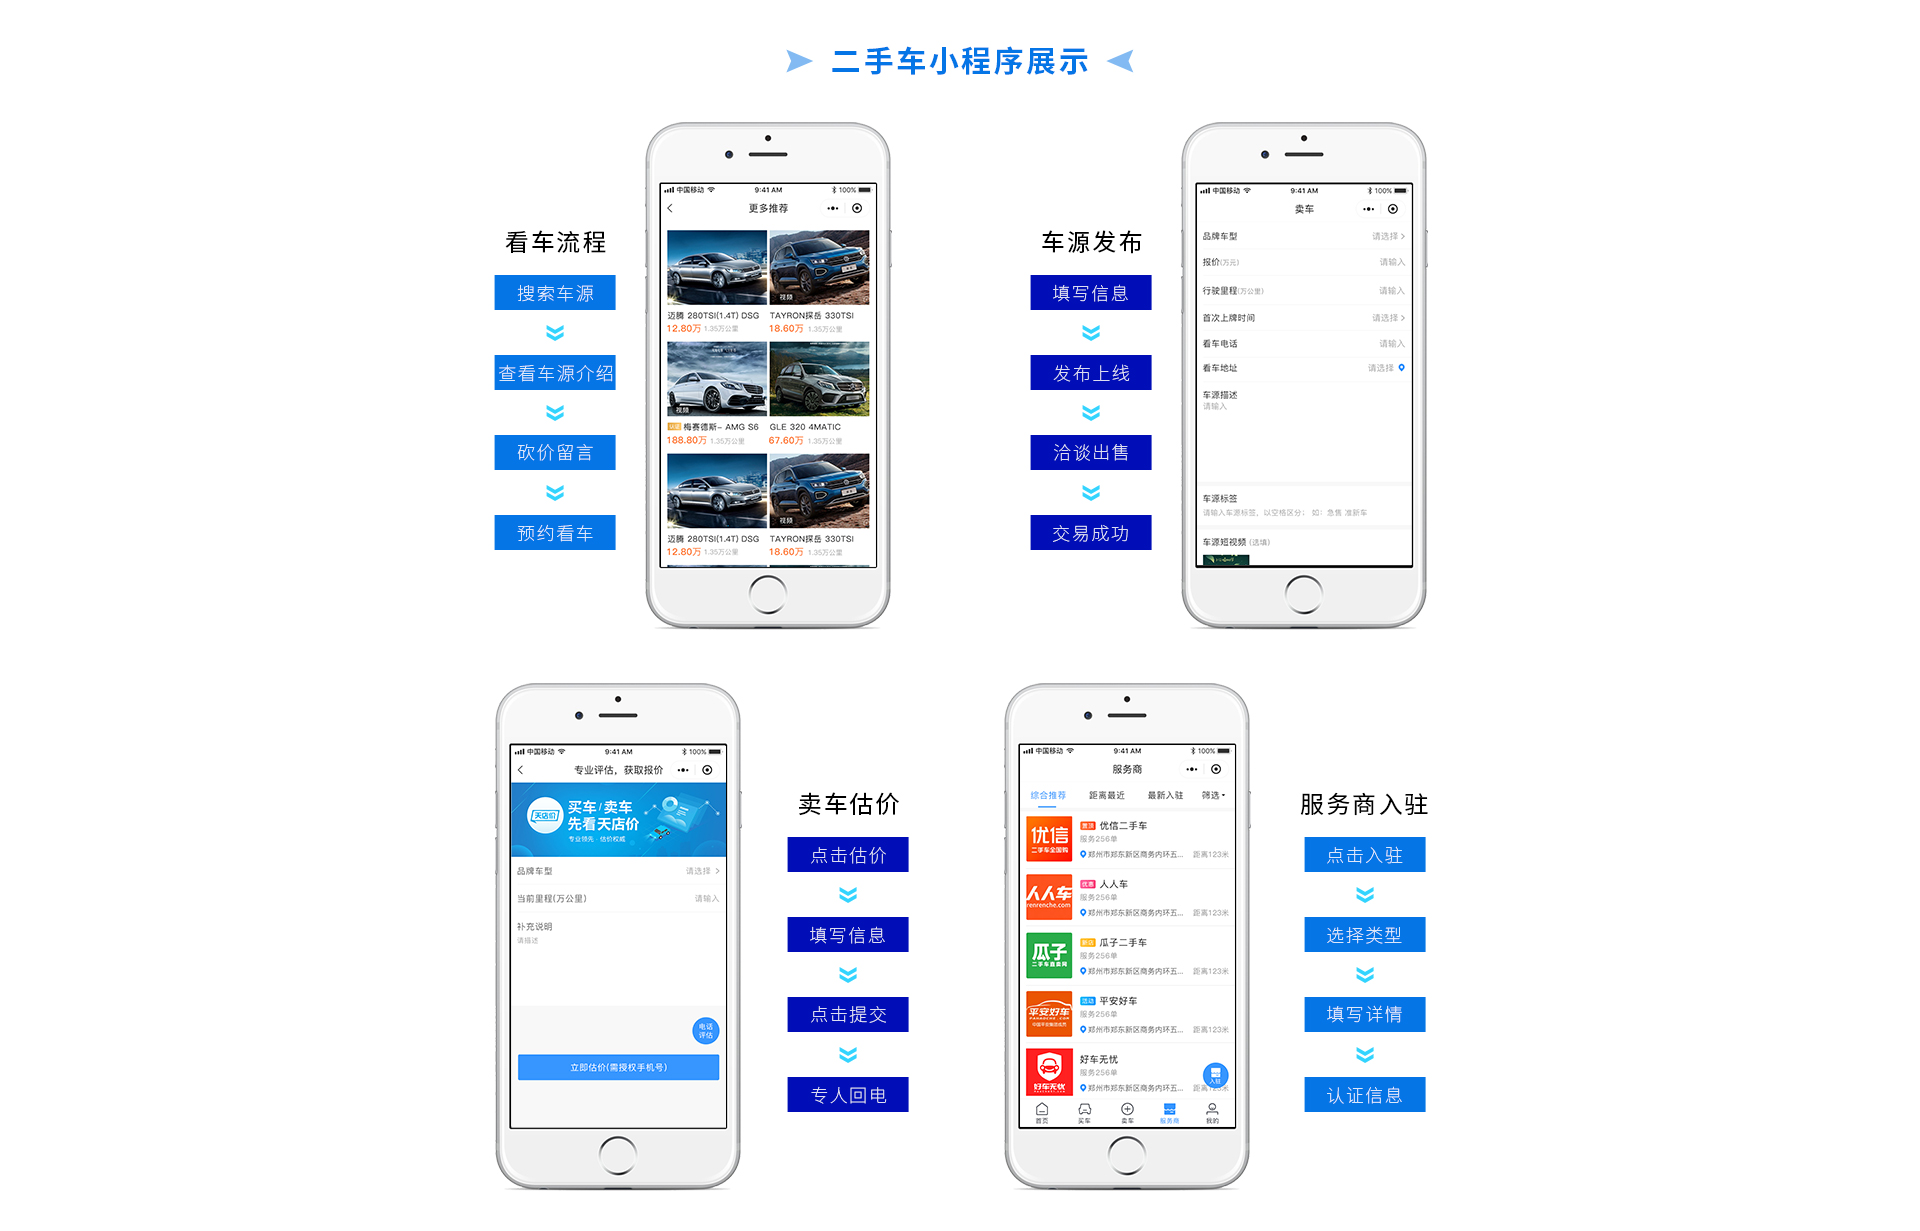 二手车小程序展示
看车流程
搜索车源
查看车源介绍
砍价留言
预约看车
中国移动 9:41 AM 100%
更多推荐
视频
迈腾 280TSI(1.4T) DSG TAYRON探岳 330TSI
12.80万 1.35万公里 18.60万 1.35万公里
视频
梅赛德斯- AMG S6 GLE 320 4MATIC
188.80万 1.35万公里 67.60万 1.35万公里
视频
迈腾 280TSI(1.4T) DSG TAYRON探岳 330TSI
12.80万 1.35万公里 18.60万 1.35万公里
车源发布
填写信息
发布上线
洽谈出售
交易成功
中国移动 9:41 AM 100%
卖车
品牌车型 请选择
报价(万元) 请输入
行驶里程(万公里) 请输入
首次上牌时间 请选择
看车电话 请输入
看车地址 请选择
车源描述
请输入
车源标签
请输入车源标签，以空格区分； 如：急售 准新车
车源短视频 (选填)
中国移动 9:41 AM 100%
专业评估，获取报价
天店价
买车/卖车
先看天店价
专业领先·估价权威
品牌车型 请选择
当前里程(万公里) 请输入
补充说明
请描述
电话
评估
立即估价(需授权手机号)
卖车估价
点击估价
填写信息
点击提交
专人回电
中国移动 9:41 AM 100%
服务商
综合推荐 距离最近 最新入驻 筛选
优信
二手车全国购
置顶 优信二手车
服务256单
郑州市郑东新区商务内环五... 距离123米
人人车
renrenche.com
优惠 人人车
服务256单
郑州市郑东新区商务内环五... 距离123米
瓜子
二手车直卖网
瓜子二手车
服务256单
郑州市郑东新区商务内环五... 距离123米
平安好车
活动 平安好车
服务256单
郑州市郑东新区商务内环五... 距离123米
好车无忧
好车无忧
服务256单
郑州市郑东新区商务内环五... 距离123米
入驻
首页 买车 卖车 服务商 我的
服务商入驻
点击入驻
选择类型
填写详情
认证信息